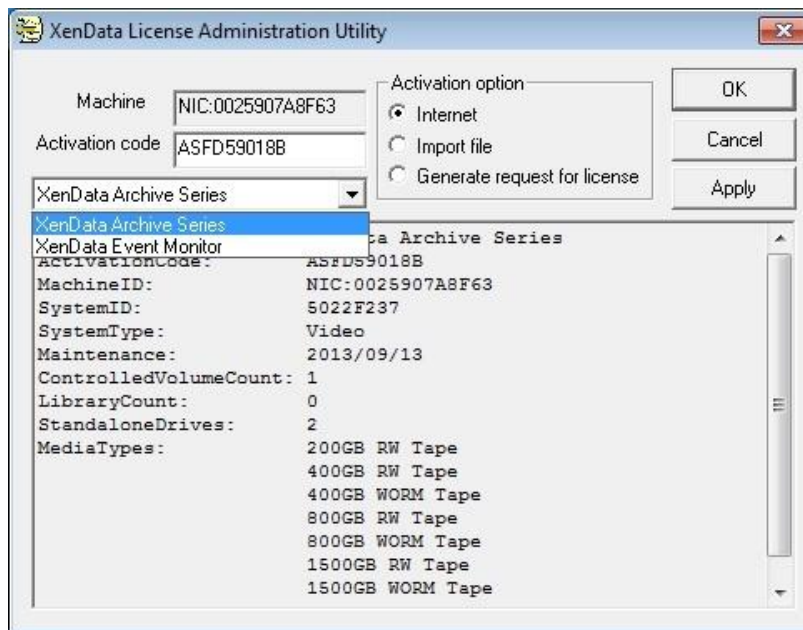 XenData License Administration Utility
Machine
NIC:0025907A8F63
Activation code
ASFD59018B
Activation option
Internet
Import file
Generate request for license
OK
Cancel
Apply
XenData Archive Series
XenData Archive Series
XenData Event Monitor
Archive Series
ActivationCode: ASFD59018B
MachineID: NIC:0025907A8F63
SystemID: 5022F237
SystemType: Video
Maintenance: 2013/09/13
ControlledVolumeCount: 1
LibraryCount: 0
StandaloneDrives: 2
MediaTypes: 200GB RW Tape
400GB RW Tape
400GB WORM Tape
800GB RW Tape
800GB WORM Tape
1500GB RW Tape
1500GB WORM Tape